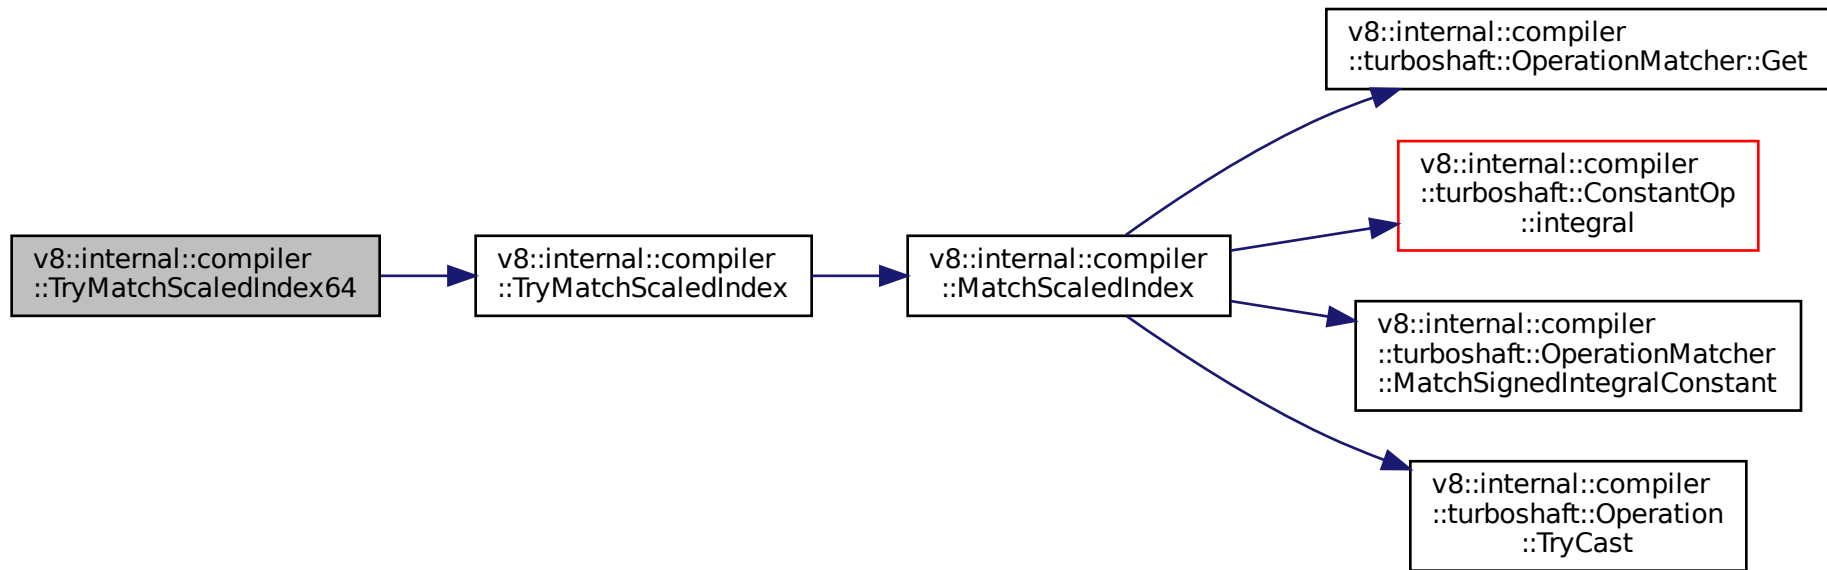 v8::internal::compiler
::TryMatchScaledIndex64
v8::internal::compiler
::TryMatchScaledIndex
v8::internal::compiler
::MatchScaledIndex
v8::internal::compiler
::turboshaft::OperationMatcher::Get
v8::internal::compiler
::turboshaft::ConstantOp
::integral
v8::internal::compiler
::turboshaft::OperationMatcher
::MatchSignedIntegralConstant
v8::internal::compiler
::turboshaft::Operation
::TryCast